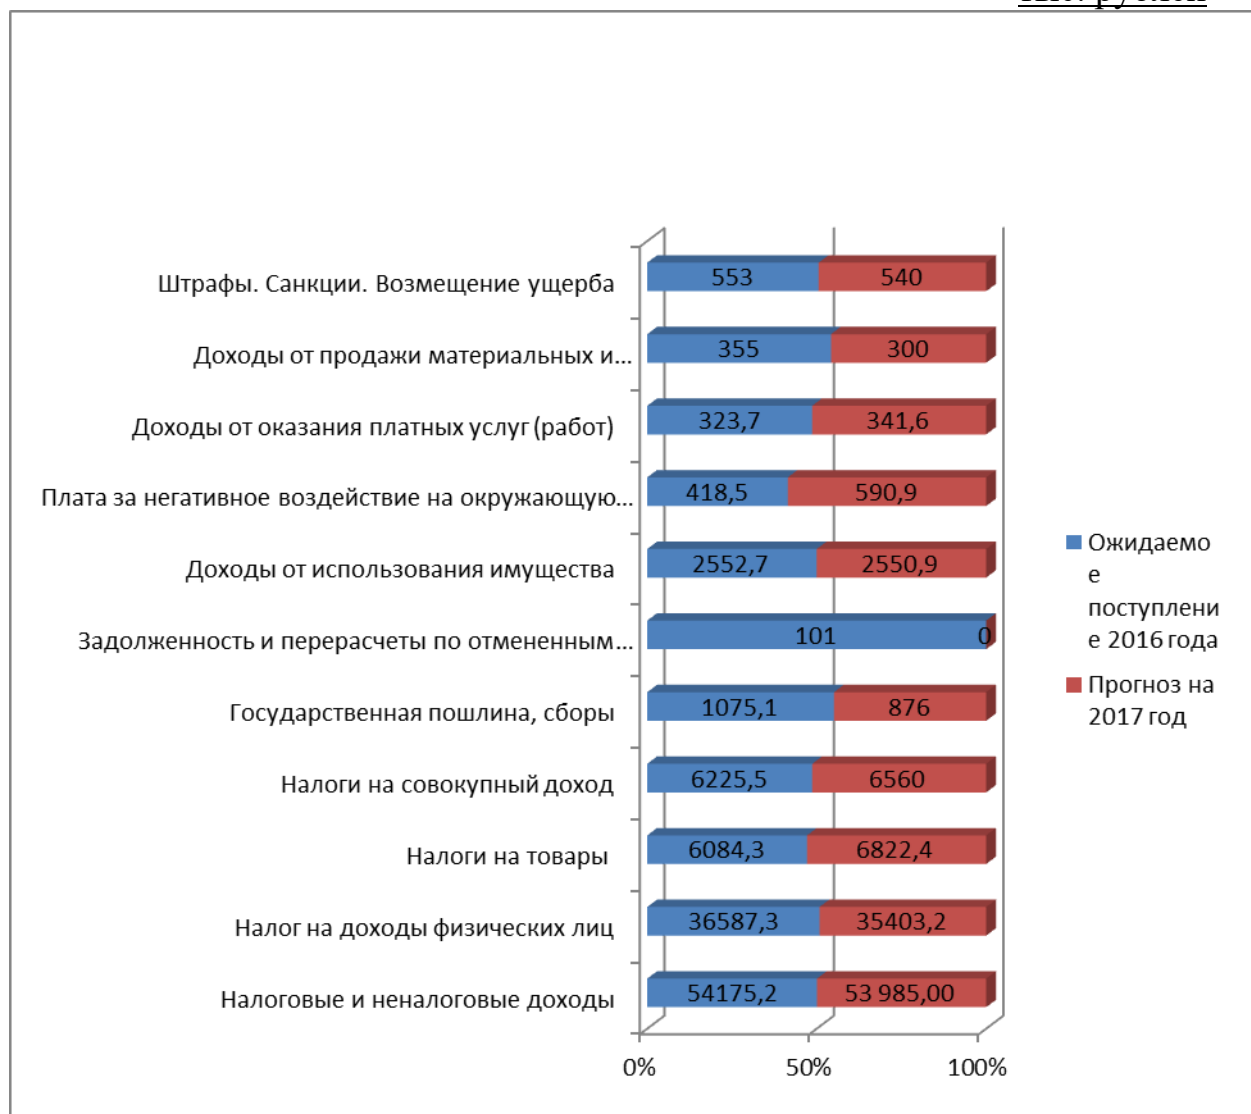 Штрафы. Санкции. Возмещение ущерба
553 540
Доходы от продажи материальных и...
355 300
Доходы от оказания платных услуг (работ)
323,7 341,6
Плата за негативное воздействие на окружающую...
418,5 590,9
Доходы от использования имущества
2552,7 2550,9
Задолженность и перерасчеты по отмененным...
101 0
Государственная пошлина, сборы
1075,1 876
Налоги на совокупный доход
6225,5 6560
Налоги на товары
6084,3 6822,4
Налог на доходы физических лиц
36587,3 35403,2
Налоговые и неналоговые доходы
54175,2 53 985,00
0% 50% 100%
Ожидаемо
е
поступлени
е 2016 года
Прогноз на
2017 год